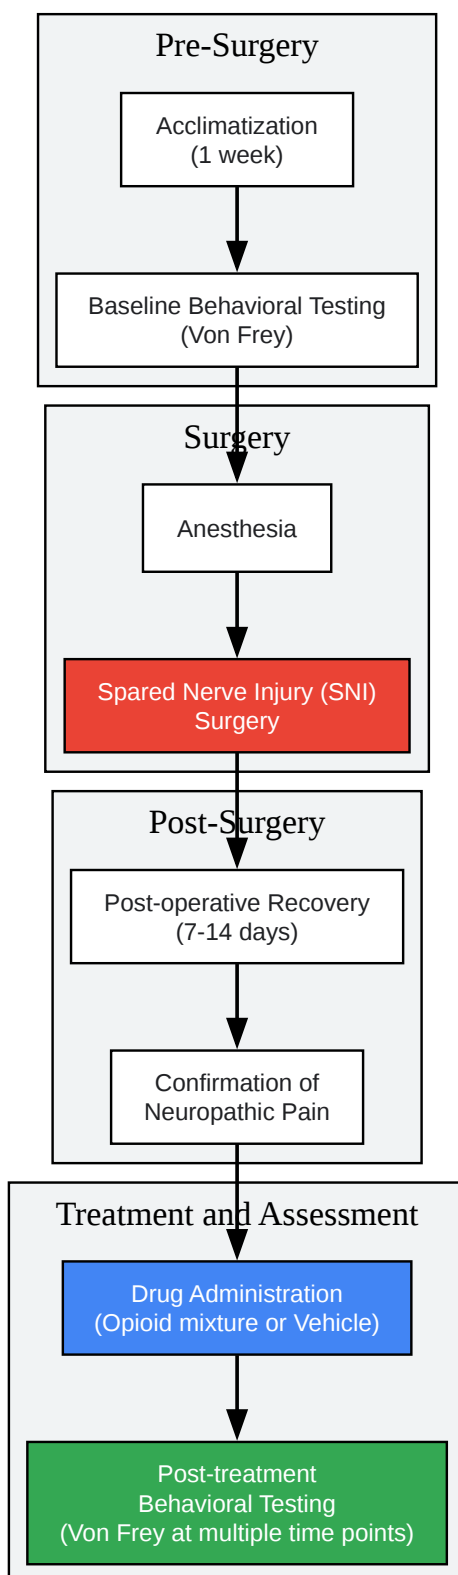 Pre-Surgery
Acclimatization
(1 week)
Baseline Behavioral Testing
(Von Frey)
Surgery
Anesthesia
Spared Nerve Injury (SNI)
Surgery
Post-Surgery
Post-operative Recovery
(7-14 days)
Confirmation of
Neuropathic Pain
Treatment and Assessment
Drug Administration
(Opioid mixture or Vehicle)
Post-treatment
Behavioral Testing
(Von Frey at multiple time points)